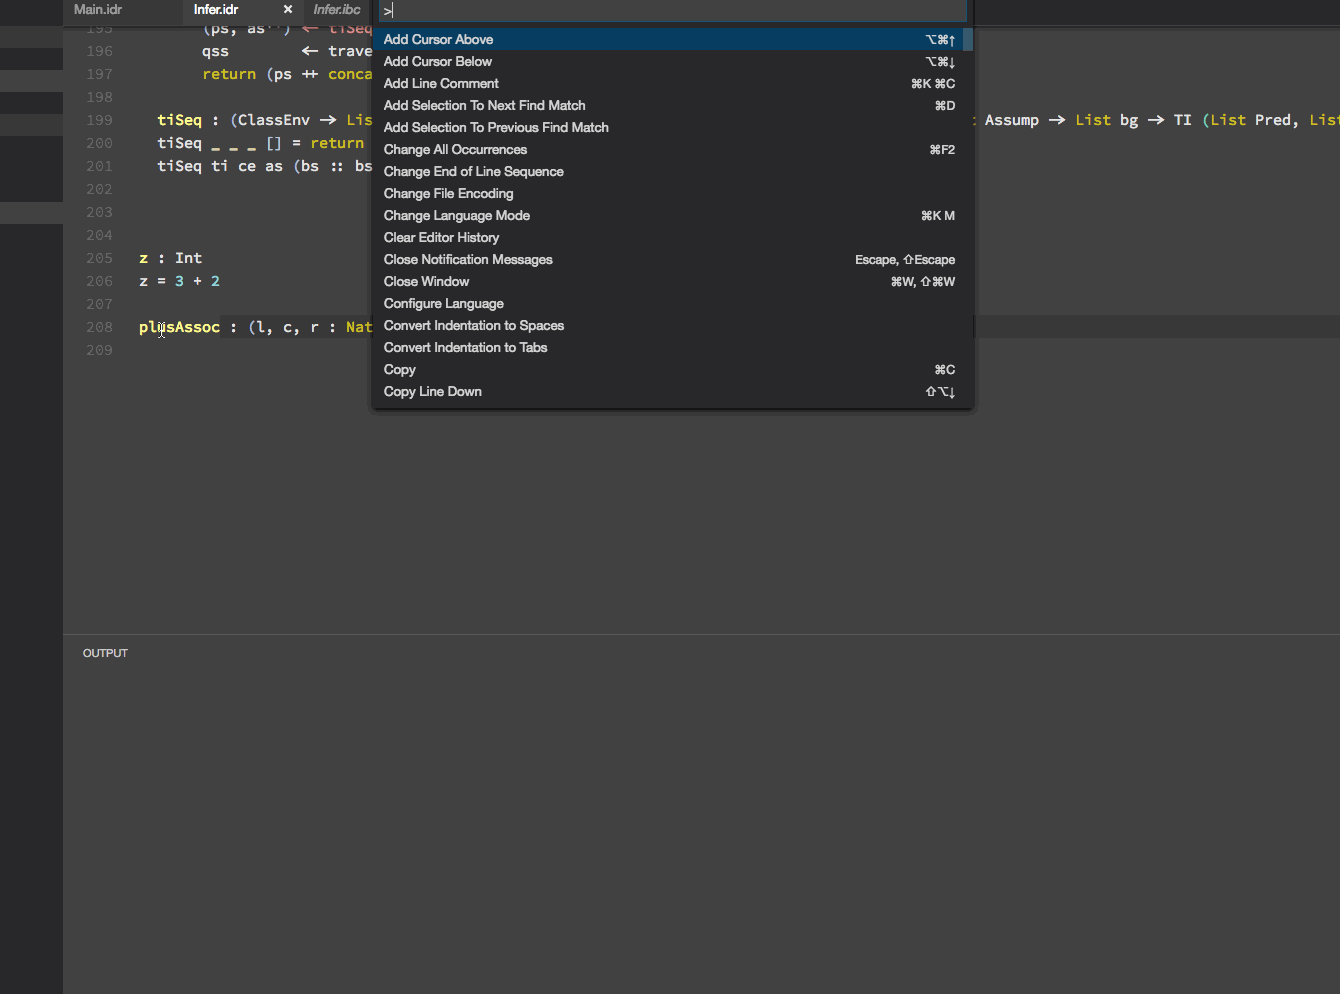 Main.idr Infer.idr × Infer.ibc
>
195 (ps, as'') ← tiSeq
196 qss ← trave
197 return (ps ++ conca
198
199 tiSeq : (ClassEnv → Lis Assump → List bg → TI (List Pred, List
200 tiSeq _ _ _ [] = return
201 tiSeq ti ce as (bs :: bs
202
203
204
205 z : Int
206 z = 3 + 2
207
208 plusAssoc : (l, c, r : Nat
209
Add Cursor Above ⌥⌘↑
Add Cursor Below ⌥⌘↓
Add Line Comment ⌘K ⌘C
Add Selection To Next Find Match ⌘D
Add Selection To Previous Find Match
Change All Occurrences ⌘F2
Change End of Line Sequence
Change File Encoding
Change Language Mode ⌘K M
Clear Editor History
Close Notification Messages Escape, ⇧Escape
Close Window ⌘W, ⇧⌘W
Configure Language
Convert Indentation to Spaces
Convert Indentation to Tabs
Copy ⌘C
Copy Line Down ⇧⌥↓
OUTPUT